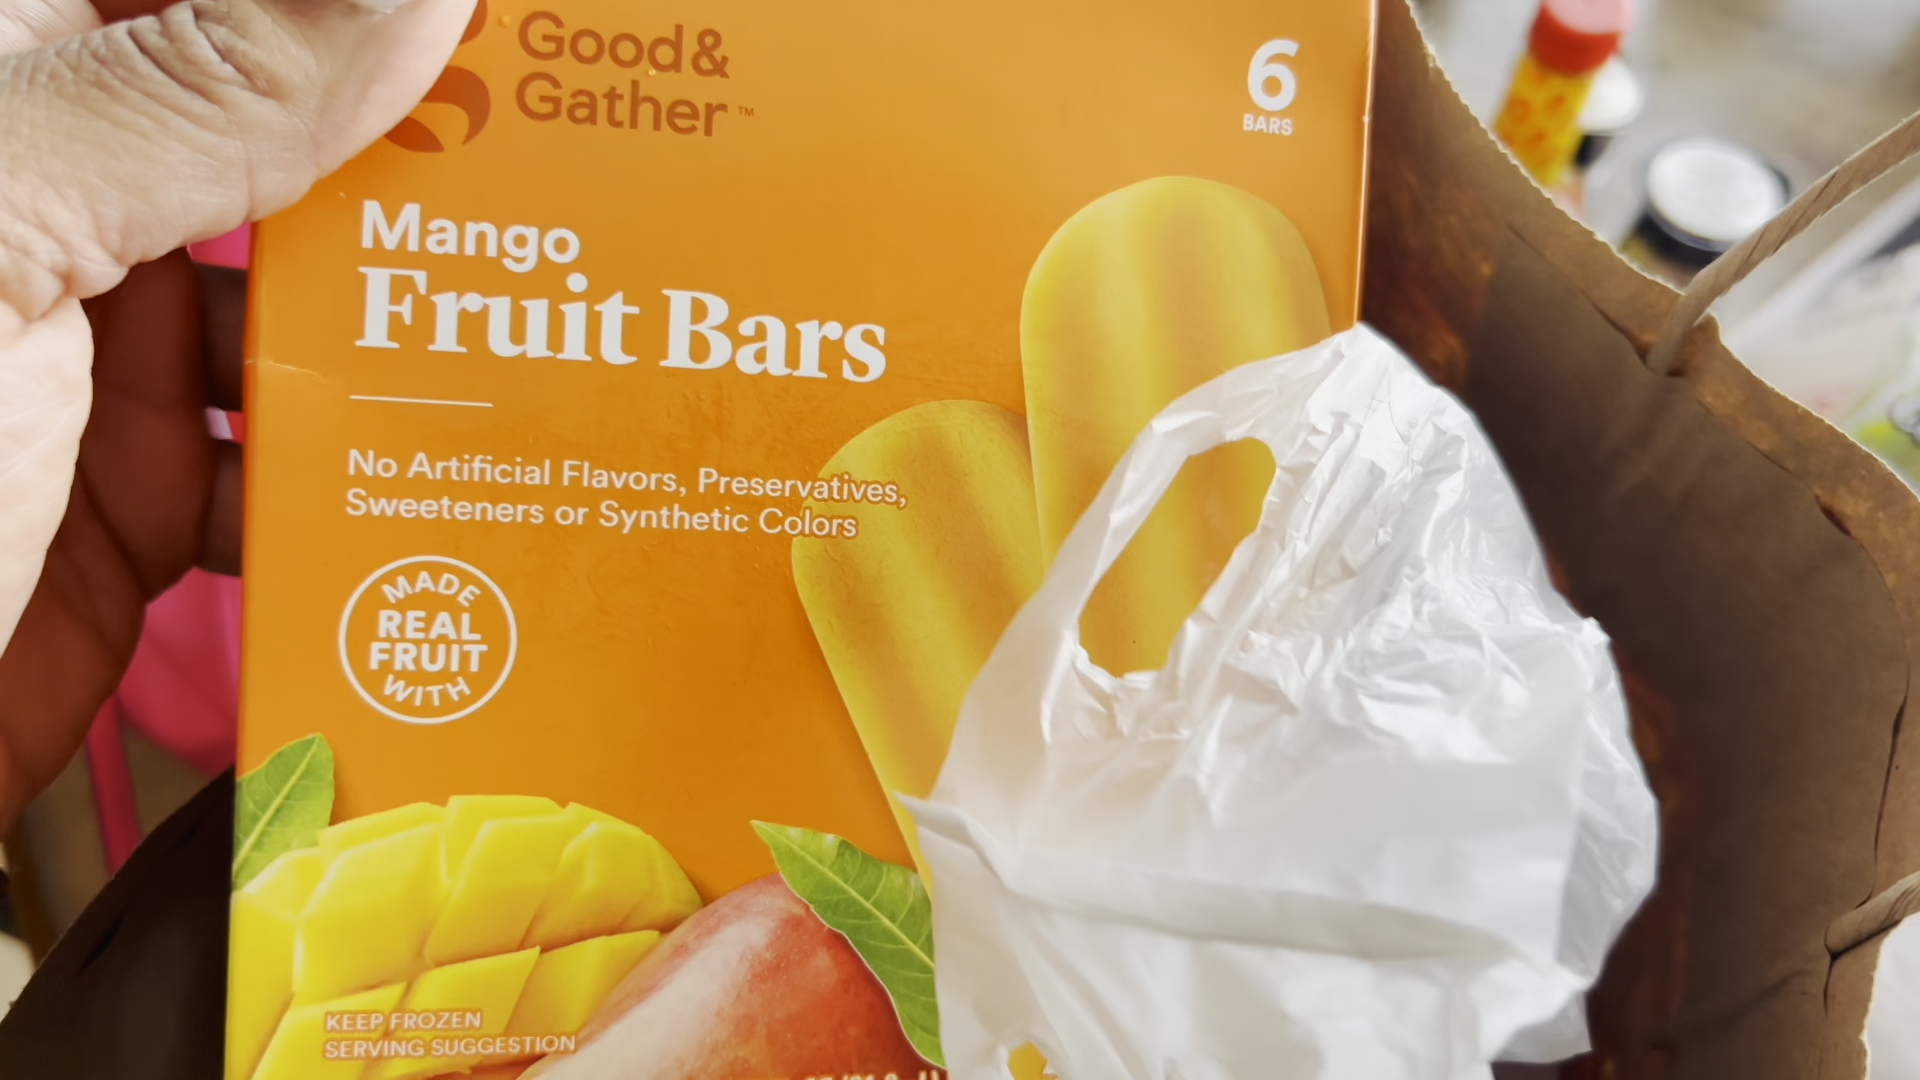 Good &
Gather™
6
BARS
Mango
Fruit Bars
No Artificial Flavors, Preservatives,
Sweeteners or Synthetic Colors
MADE
REAL
FRUIT
WITH
KEEP FROZEN
SERVING SUGGESTION